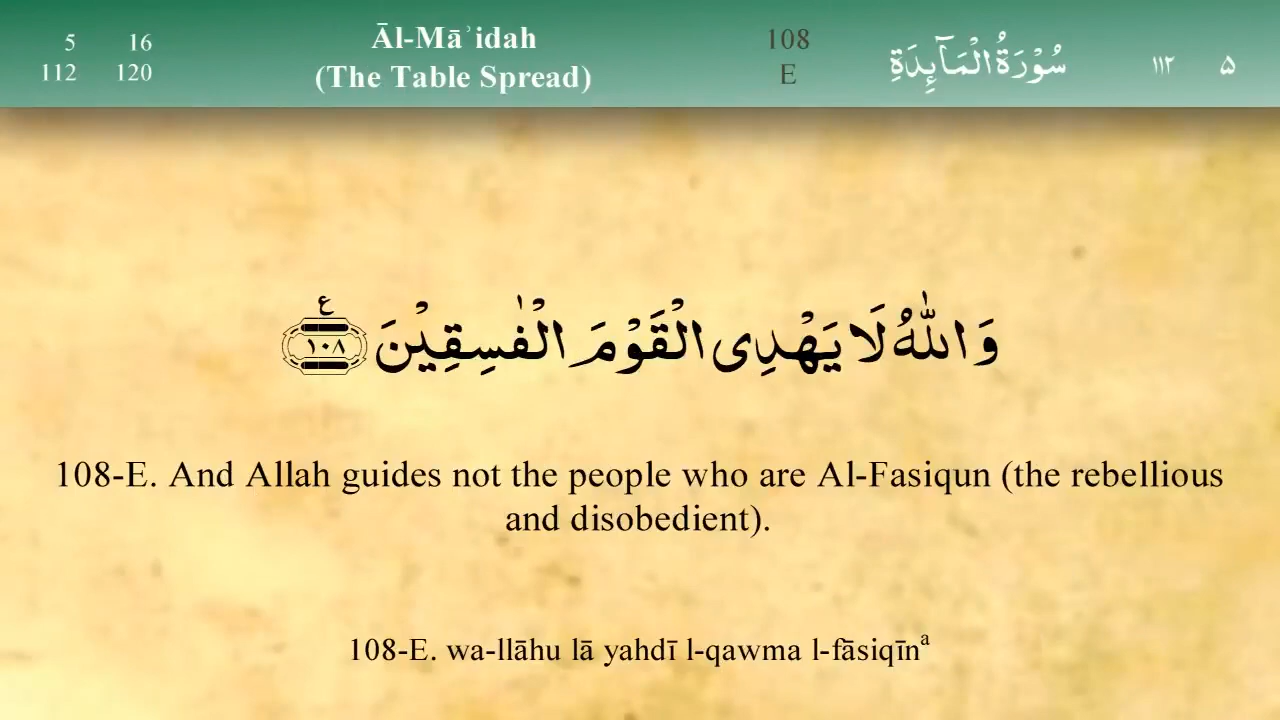 5 16 Āl-Māʾidah 108 سُوْرَةُ الْمَآئِدَةِ ١١٢ ۵
112 120 (The Table Spread) E
وَاللّٰهُ لَا يَهْدِى الْقَوْمَ الْفٰسِقِيْنَ ١٠٨ ع
108-E. And Allah guides not the people who are Al-Fasiqun (the rebellious
and disobedient).
108-E. wa-llāhu lā yahdī l-qawma l-fāsiqīnᵃ